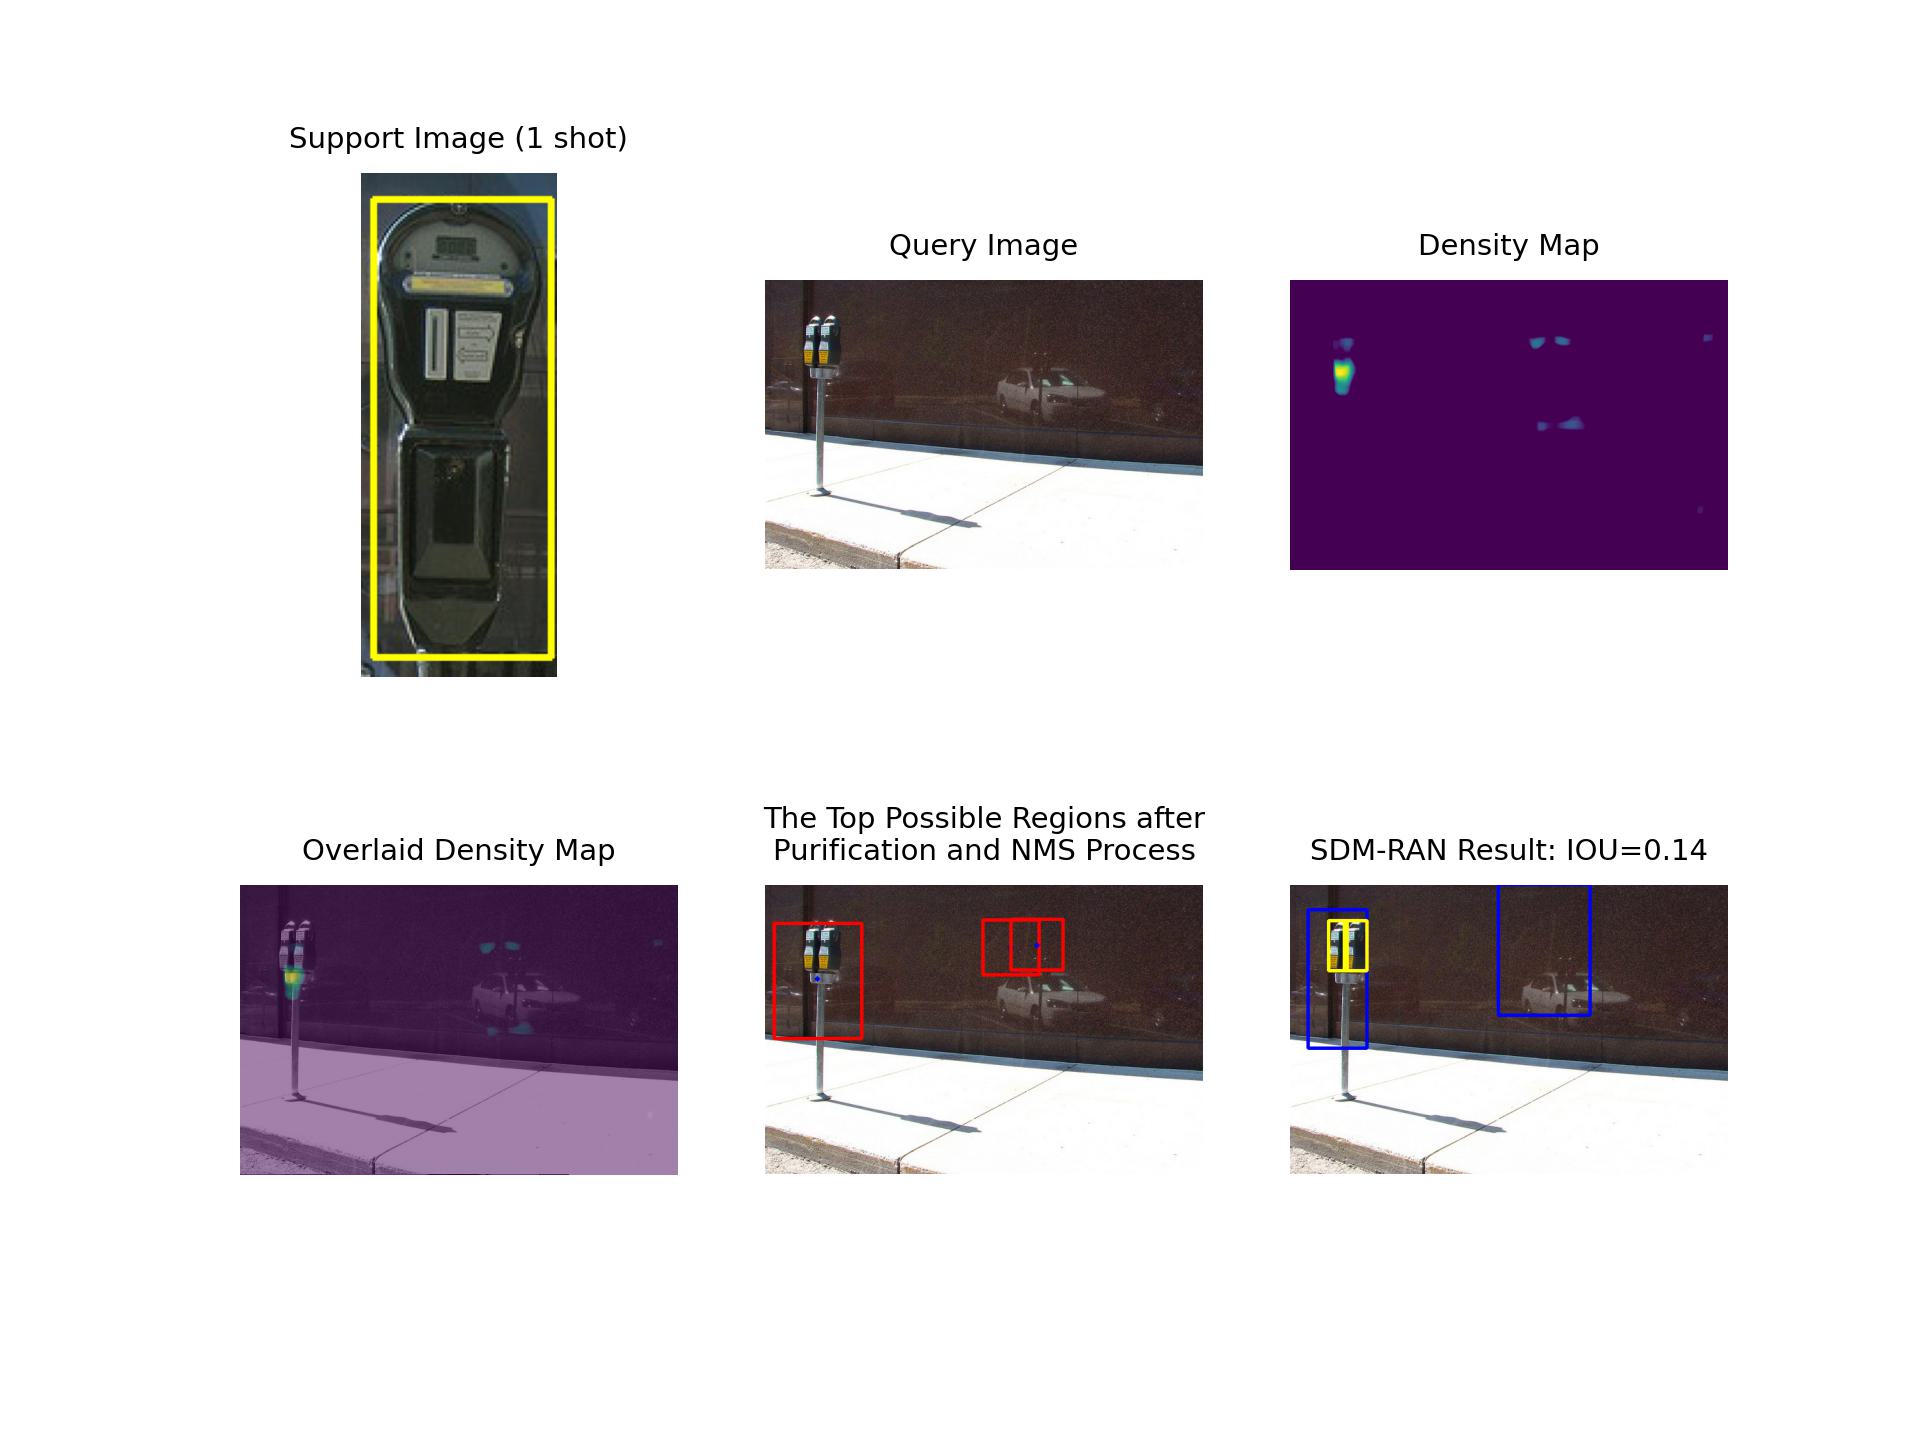 Support Image (1 shot)
Query Image
Density Map
Overlaid Density Map
The Top Possible Regions after
Purification and NMS Process
SDM-RAN Result: IOU=0.14